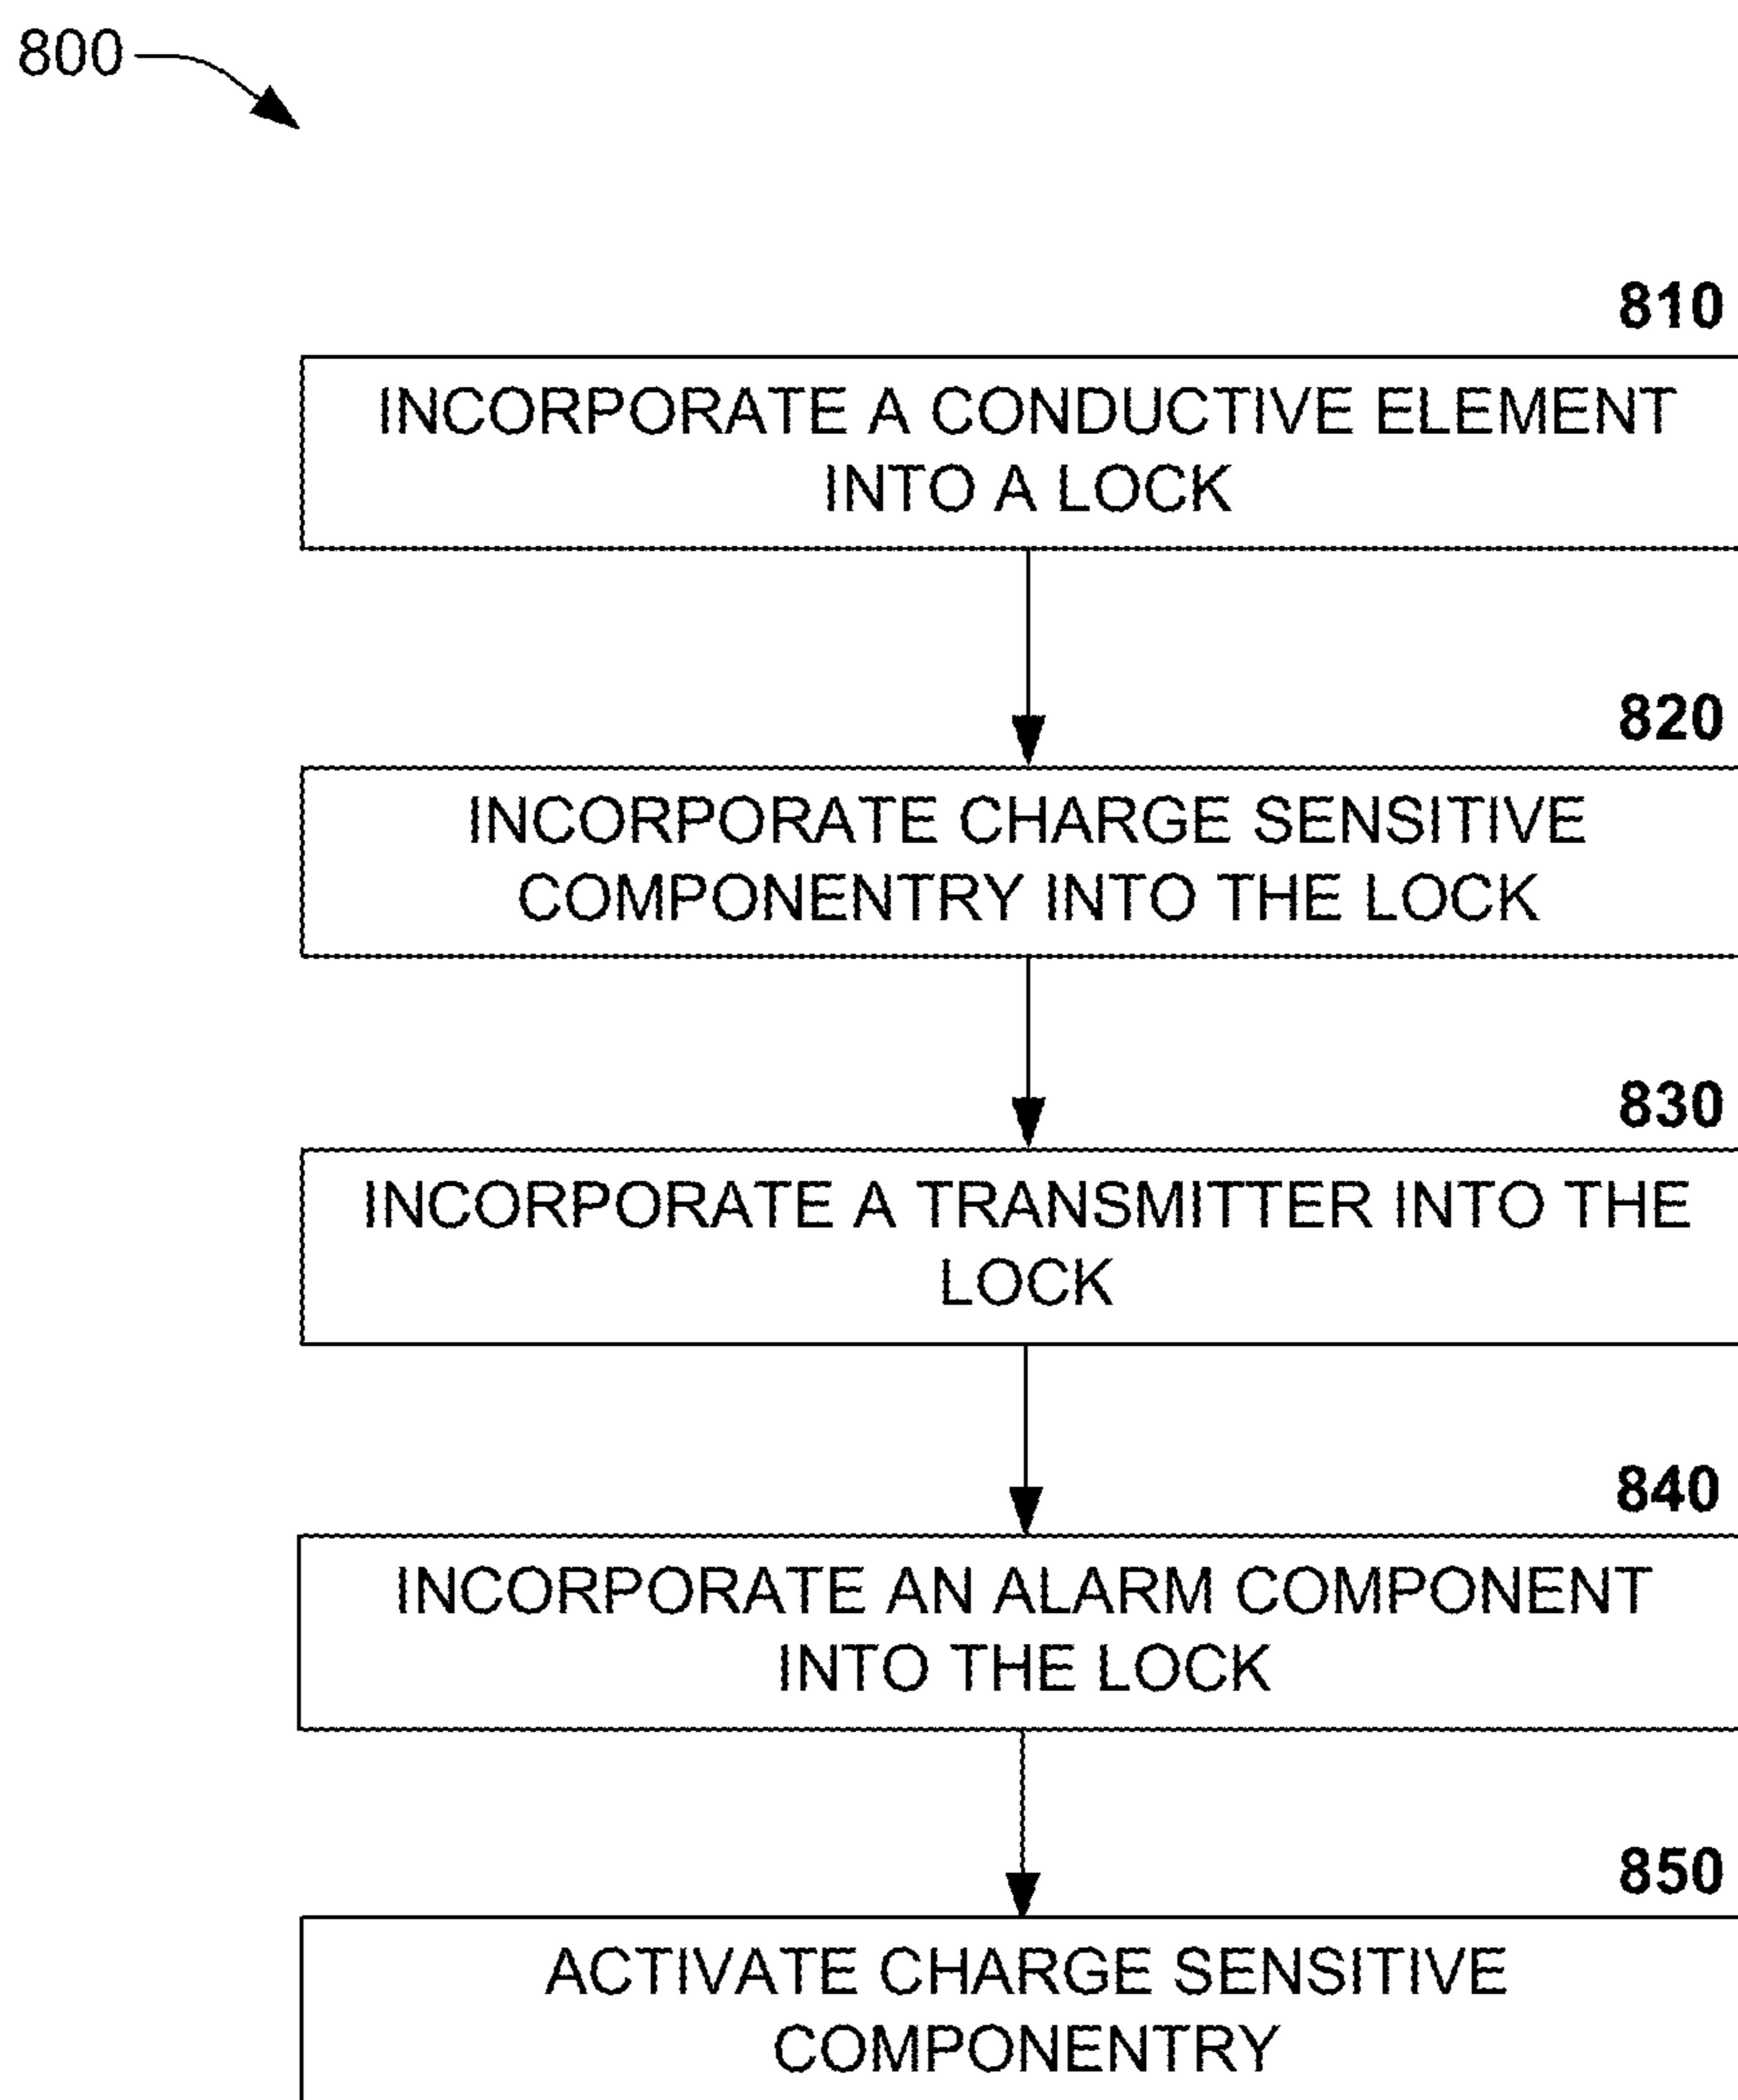 800
810
INCORPORATE A CONDUCTIVE ELEMENT
INTO A LOCK
820
INCORPORATE CHARGE SENSITIVE
COMPONENTRY INTO THE LOCK
830
INCORPORATE A TRANSMITTER INTO THE
LOCK
840
INCORPORATE AN ALARM COMPONENT
INTO THE LOCK
850
ACTIVATE CHARGE SENSITIVE
COMPONENTRY